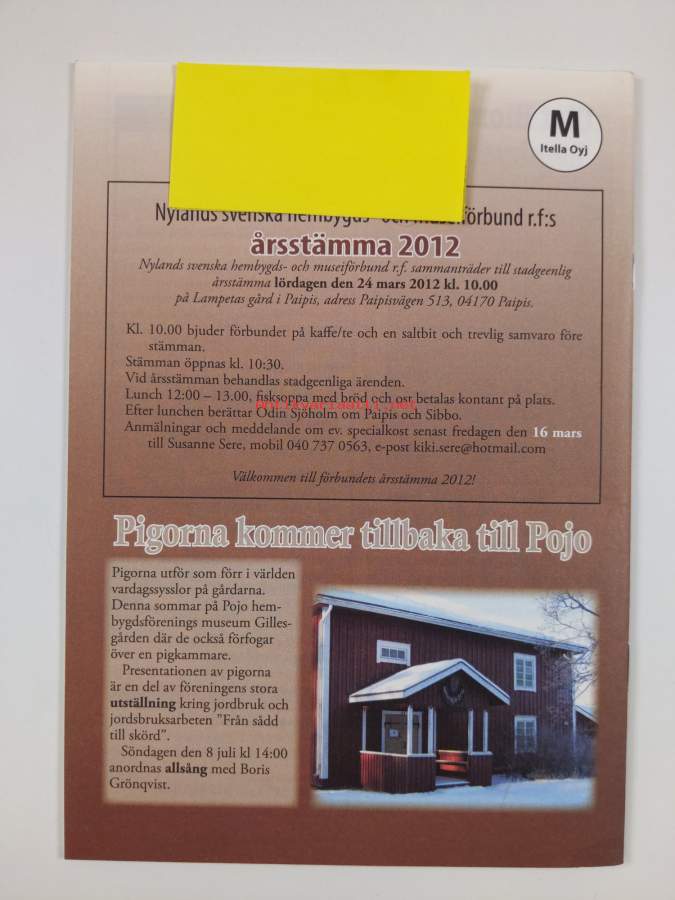 M
Itella Oyj
Nylands svenska hembygds- och museiförbund r.f:s
årsstämma 2012
Nylands svenska hembygds- och museiförbund r.f. sammanträder till stadgeenlig
årsstämma lördagen den 24 mars 2012 kl. 10.00
på Lampetas gård i Paipis, adress Paipisvägen 513, 04170 Paipis.
Kl. 10.00 bjuder förbundet på kaffe/te och en saltbit och trevlig samvaro före
stämman.
Stämman öppnas kl. 10:30.
Vid årsstämman behandlas stadgeenliga ärenden.
Lunch 12:00 – 13.00, fisksoppa med bröd och ost betalas kontant på plats.
antikvariaatti.net
Efter lunchen berättar Odin Sjöholm om Paipis och Sibbo.
Anmälningar och meddelande om ev. specialkost senast fredagen den 16 mars
till Susanne Sere, mobil 040 737 0563, e-post kiki.sere@hotmail.com
Välkommen till förbundets årsstämma 2012!
Pigorna kommer tillbaka till Pojo
Pigorna utför som förr i världen
vardagssysslor på gårdarna.
Denna sommar på Pojo hem-
bygdsförenings museum Gilles-
gården där de också förfogar
över en pigkammare.
Presentationen av pigorna
är en del av föreningens stora
utställning kring jordbruk och
jordsbruksarbeten "Från sådd
till skörd".
Söndagen den 8 juli kl 14:00
anordnas allsång med Boris
Grönqvist.